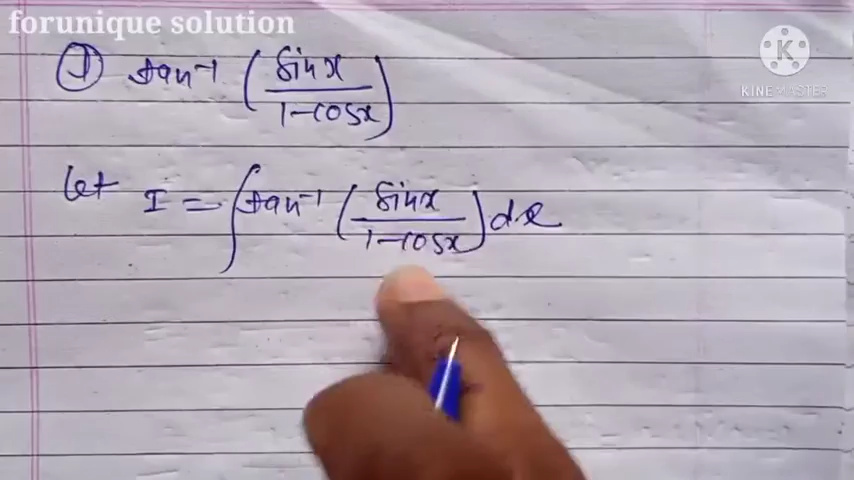 forunique solution
KINEMASTER
① tan⁻¹ (sinx / 1-cosx)
let I = ∫tan⁻¹ (sinx / 1-cosx) dx